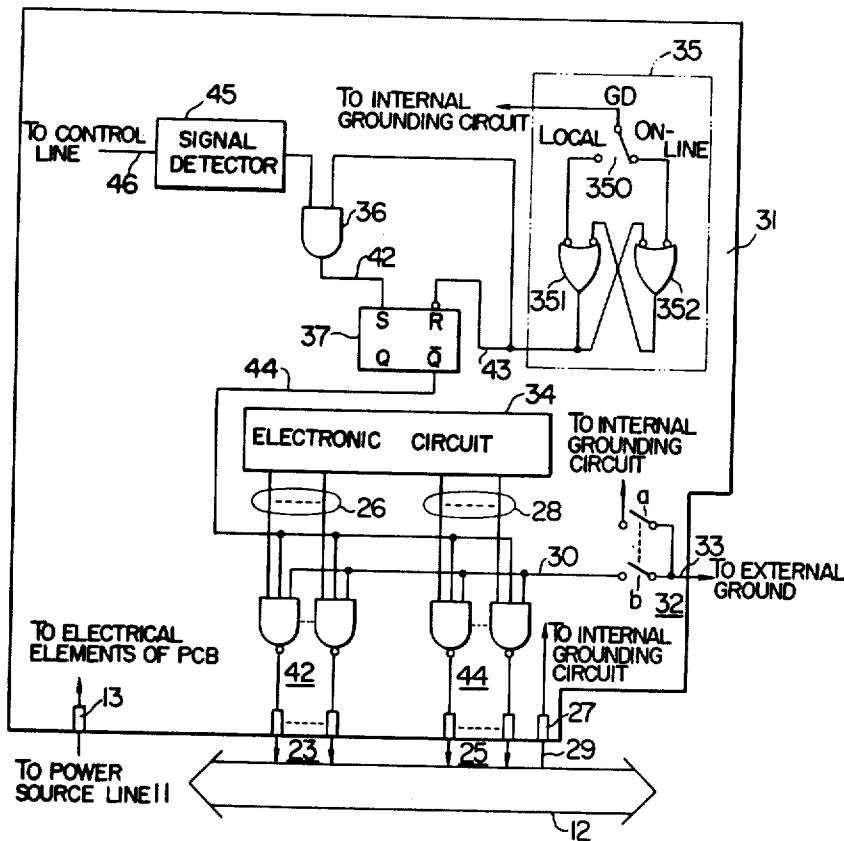 35
45
GD
TO INTERNAL
GROUNDING CIRCUIT
TO CONTROL
LINE
SIGNAL
DETECTOR
LOCAL
ON-
LINE
350
46
36
31
42
351
352
S R
37
Q Q̄
43
44
34
ELECTRONIC CIRCUIT
TO INTERNAL
GROUNDING
CIRCUIT
26
28
a
30
33
TO EXTERNAL
GROUND
b
32
TO ELECTRICAL
ELEMENTS OF PCB
TO INTERNAL
GROUNDING
CIRCUIT
42
44
13
27
23
25
29
TO POWER
SOURCE LINE 11
12